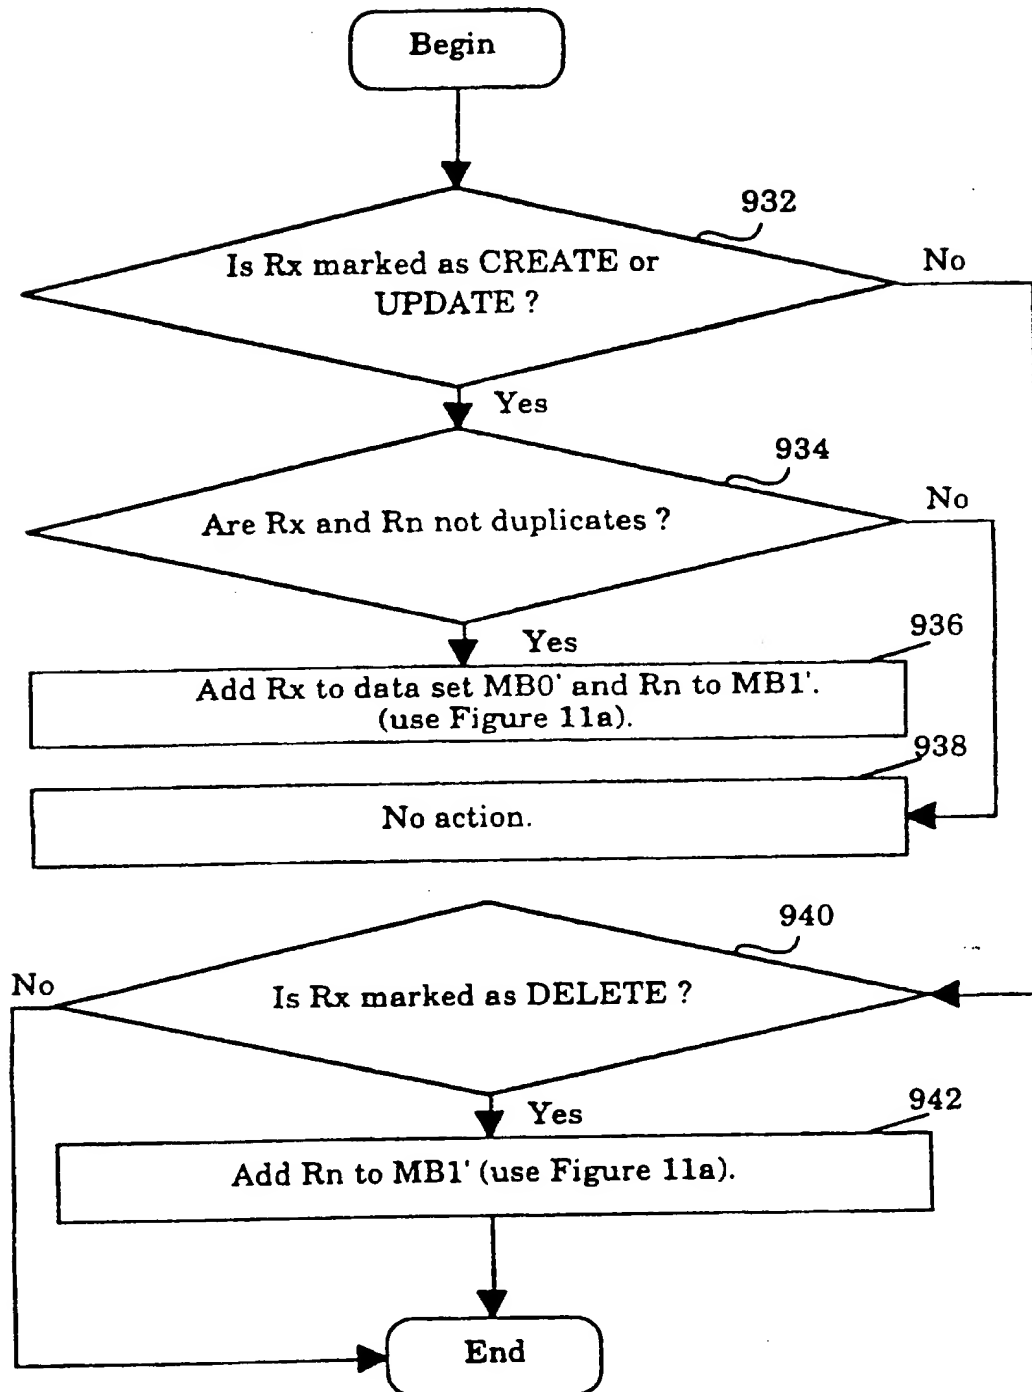 Begin
932
Is Rx marked as CREATE or
UPDATE ?
No
Yes
934
Are Rx and Rn not duplicates ?
No
Yes
936
Add Rx to data set MB0' and Rn to MB1'.
(use Figure 11a).
938
No action.
940
No
Is Rx marked as DELETE ?
Yes
942
Add Rn to MB1' (use Figure 11a).
End